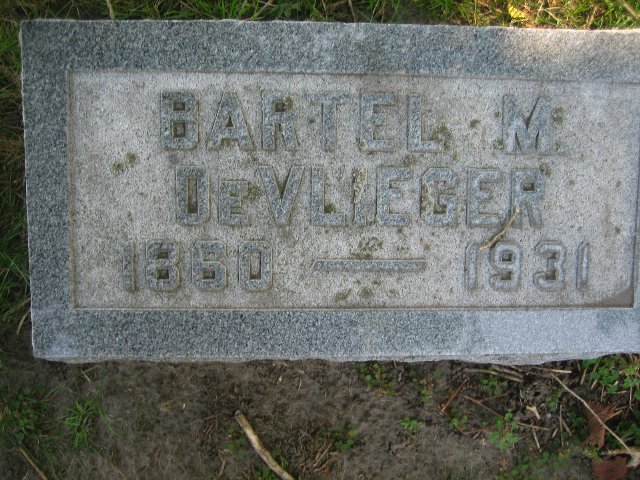 BARTEL M.
DeVLIEGER
1860 — 1931